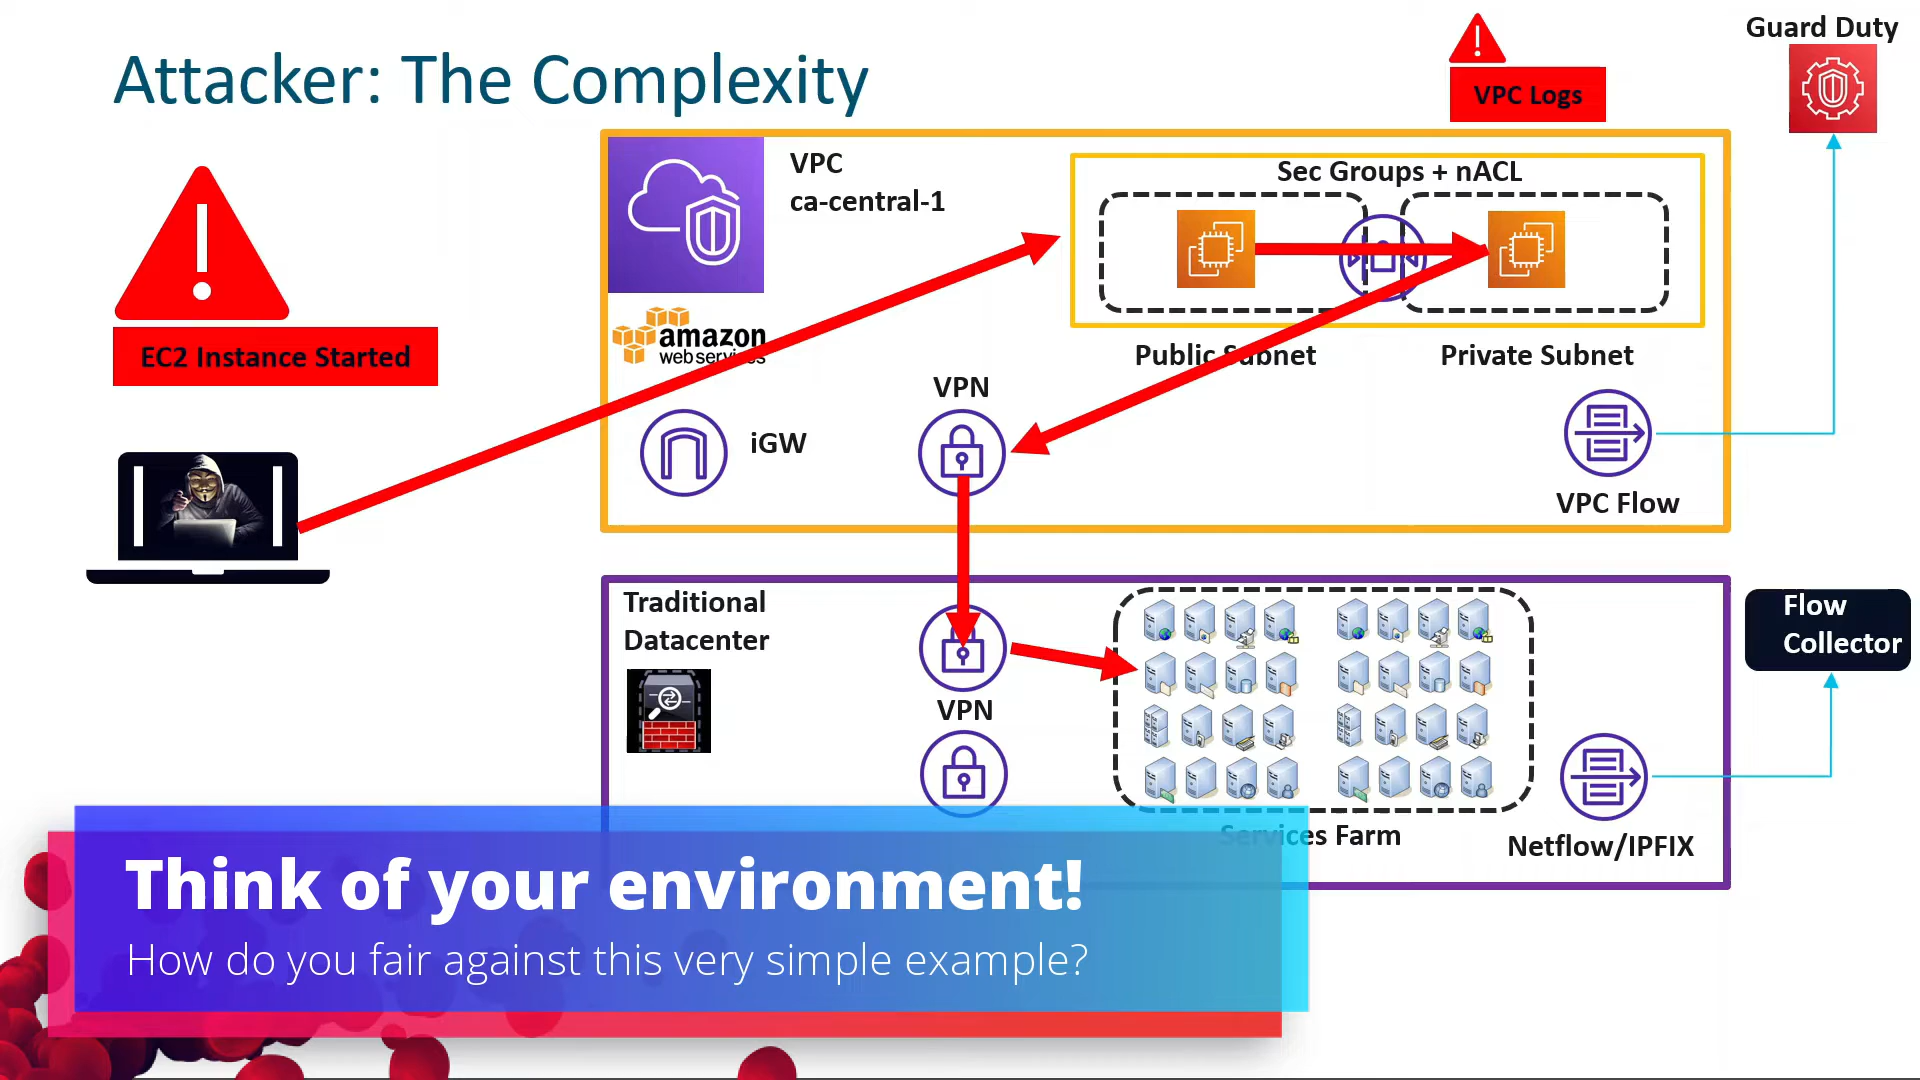 Attacker: The Complexity
VPC Logs
Guard Duty
EC2 Instance Started
VPC
ca-central-1
Sec Groups + nACL
amazon
web services
Public Subnet
Private Subnet
VPN
iGW
VPC Flow
Traditional
Datacenter
VPN
Services Farm
Netflow/IPFIX
Flow
Collector
Think of your environment!
How do you fair against this very simple example?